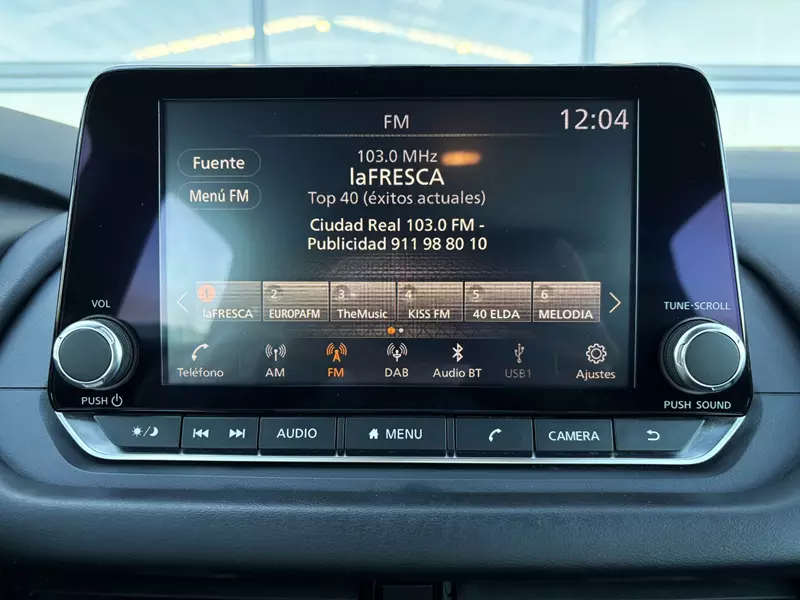 FM
12:04
Fuente
Menú FM
103.0 MHz
laFRESCA
Top 40 (éxitos actuales)
Ciudad Real 103.0 FM -
Publicidad 911 98 80 10
1 laFRESCA
2 EUROPAFM
3 TheMusic
4 KISS FM
5 40 ELDA
6 MELODIA
VOL
TUNE·SCROLL
Teléfono
AM
FM
DAB
Audio BT
USB1
Ajustes
PUSH
PUSH SOUND
AUDIO
MENU
CAMERA